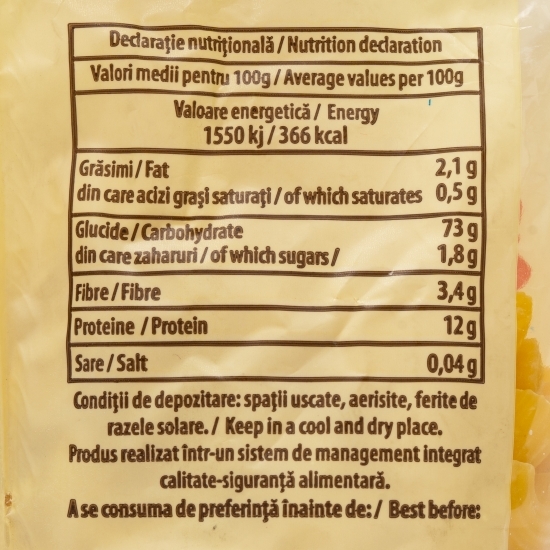 Declarație nutrițională / Nutrition declaration
Valori medii pentru 100g / Average values per 100g
Valoare energetică / Energy
1550 kj / 366 kcal
Grăsimi / Fat 2,1 g
din care acizi grași saturați / of which saturates 0,5 g
Glucide / Carbohydrate 73 g
din care zaharuri / of which sugars / 1,8 g
Fibre / Fibre 3,4 g
Proteine / Protein 12 g
Sare / Salt 0,04 g
Condiții de depozitare: spații uscate, aerisite, ferite de
razele solare. / Keep in a cool and dry place.
Produs realizat într-un sistem de management integrat
calitate-siguranță alimentară.
A se consuma de preferință înainte de: / Best before: